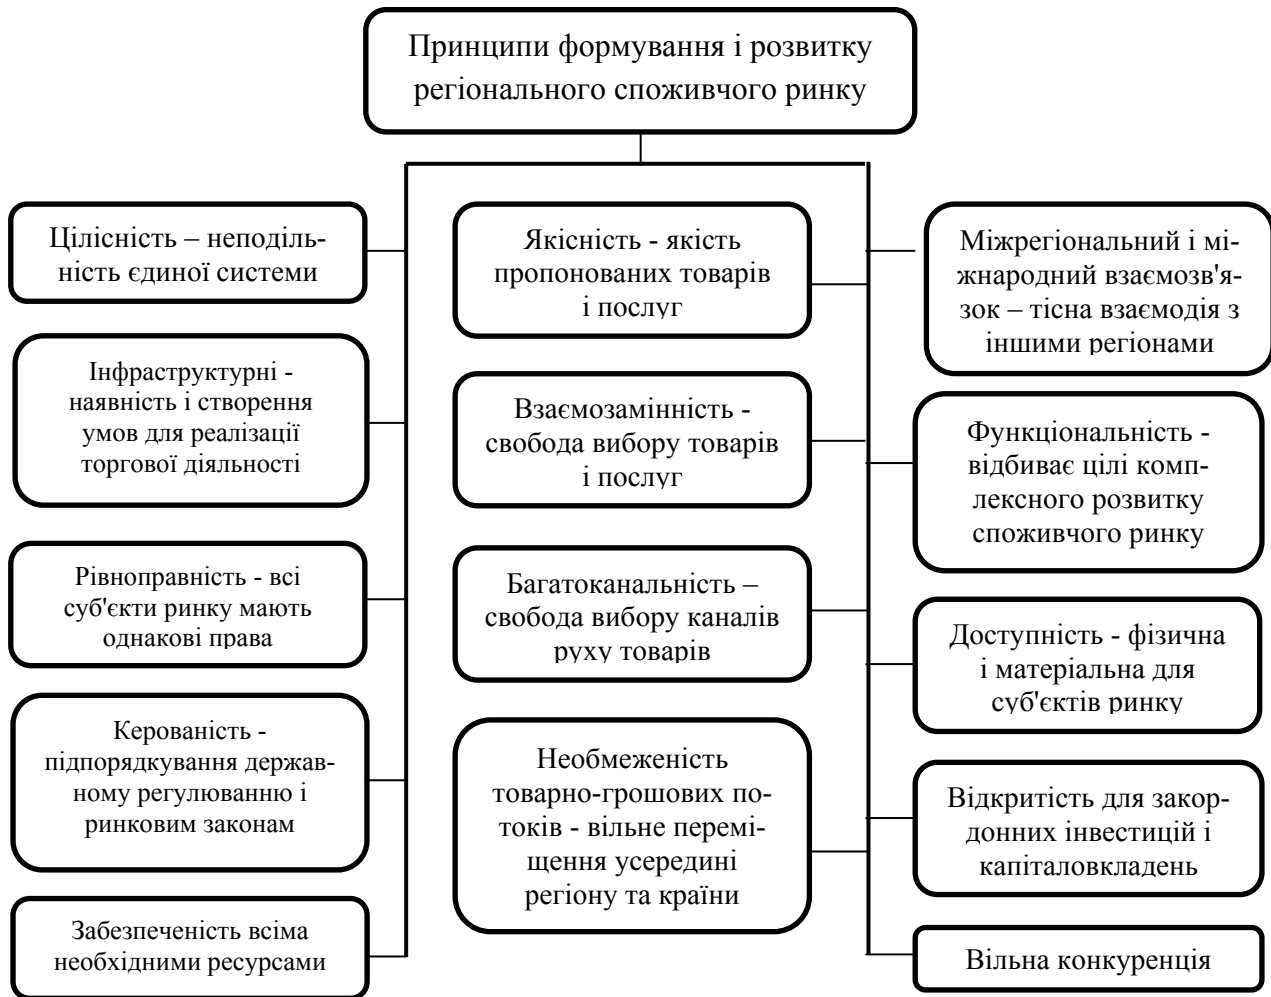 Принципи формування і розвитку
регіонального споживчого ринку
Цілісність – неподіль-
ність єдиної системи
Інфраструктурні -
наявність і створення
умов для реалізації
торгової діяльності
Рівноправність - всі
суб'єкти ринку мають
однакові права
Керованість -
підпорядкування держав-
ному регулюванню і
ринковим законам
Забезпеченість всіма
необхідними ресурсами
Якісність - якість
пропонованих товарів
і послуг
Взаємозамінність -
свобода вибору товарів
і послуг
Багатоканальність –
свобода вибору каналів
руху товарів
Необмеженість
товарно-грошових по-
токів - вільне перемі-
щення усередині
регіону та країни
Міжрегіональний і мі-
жнародний взаємозв'я-
зок – тісна взаємодія з
іншими регіонами
Функціональність -
відбиває цілі комп-
лексного розвитку
споживчого ринку
Доступність - фізична
і матеріальна для
суб'єктів ринку
Відкритість для закор-
донних інвестицій і
капіталовкладень
Вільна конкуренція